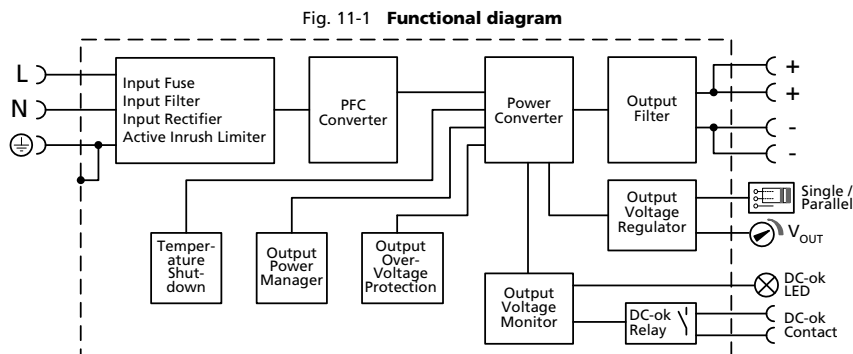 Fig. 11-1 Functional diagram
L
N
Input Fuse
Input Filter
Input Rectifier
Active Inrush Limiter
PFC
Converter
Power
Converter
Output
Filter
+
+
-
-
Output
Voltage
Regulator
Single /
Parallel
VOUT
Temper-
ature
Shut-
down
Output
Power
Manager
Output
Over-
Voltage
Protection
Output
Voltage
Monitor
DC-ok
LED
DC-ok
Relay
DC-ok
Contact